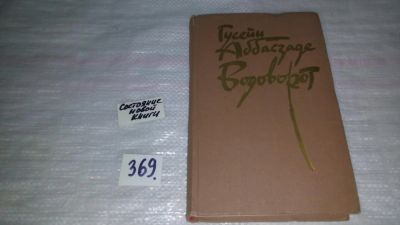 Гусейн
Аббасзаде
Водоворот
Состояние
новой
книги
369.